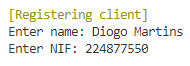 [Registering client]
Enter name: Diogo Martins
Enter NIF: 224877550